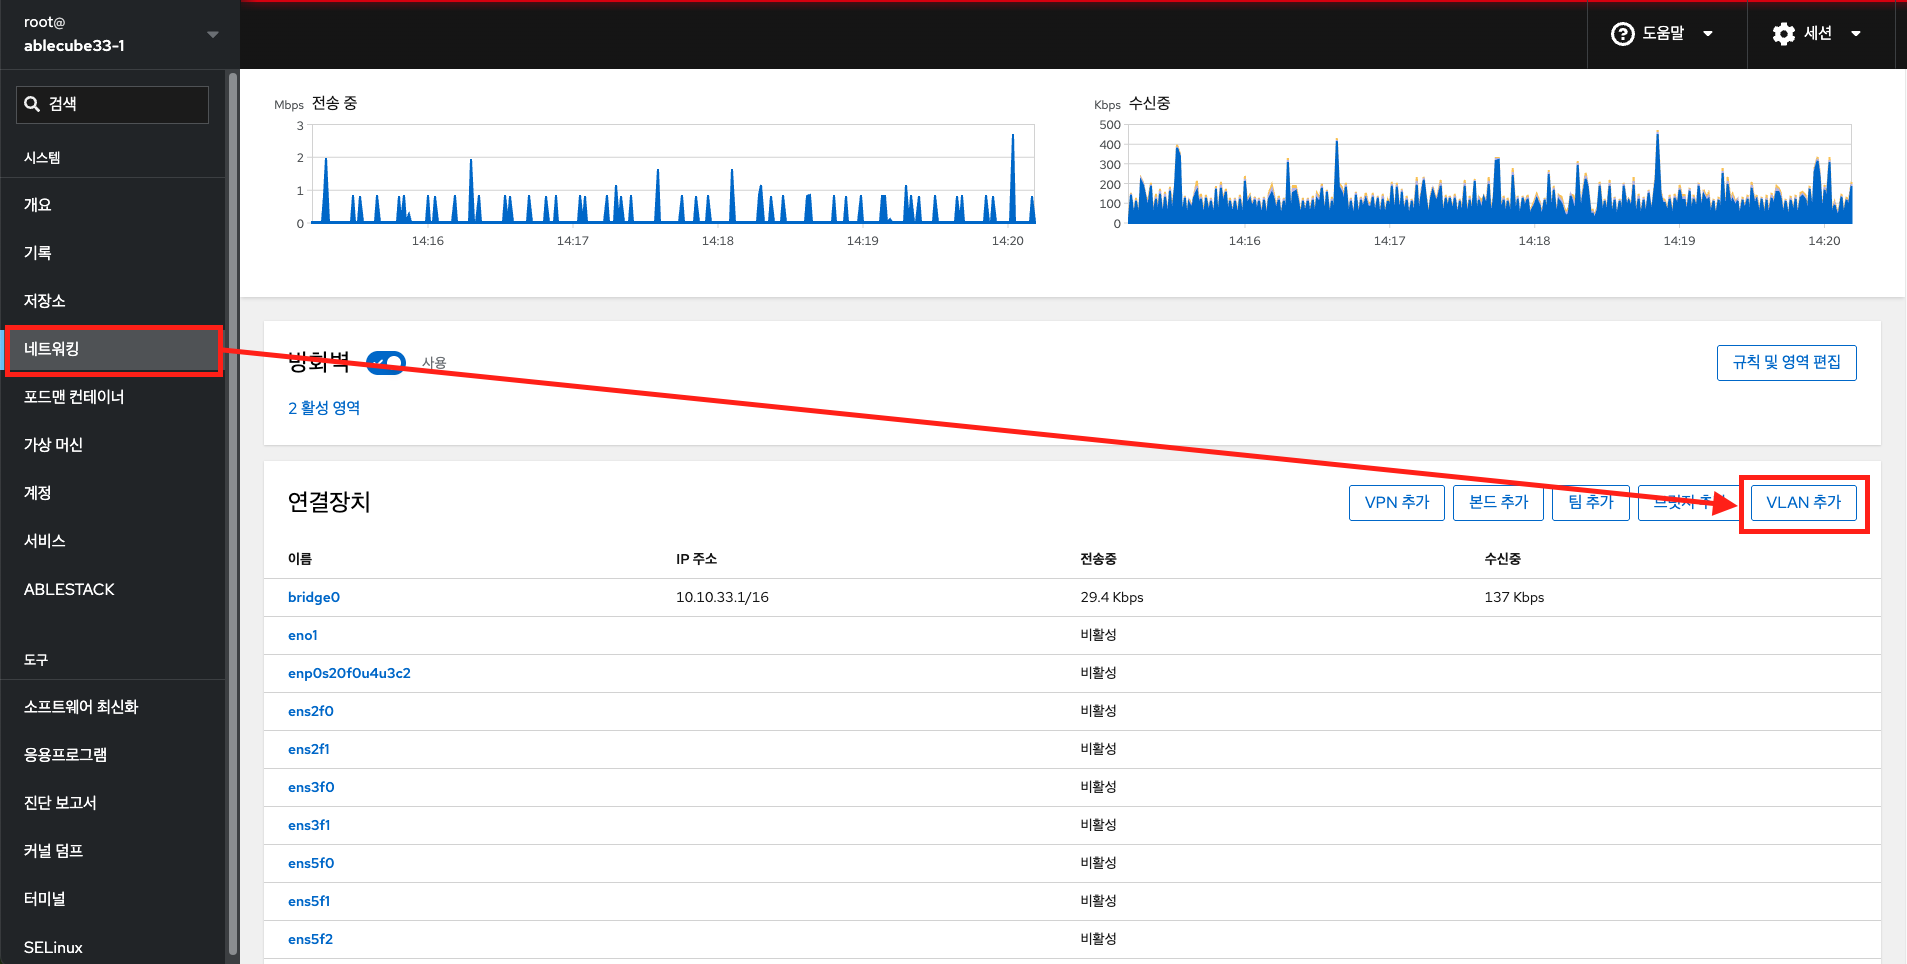 root@
ablecube33-1
도움말
세션
검색
시스템
개요
기록
저장소
네트워킹
포드맨 컨테이너
가상 머신
계정
서비스
ABLESTACK
도구
소프트웨어 최신화
응용프로그램
진단 보고서
커널 덤프
터미널
SELinux
Mbps 전송 중
3
2
1
0
14:16 14:17 14:18 14:19 14:20
Kbps 수신중
500
400
300
200
100
0
14:16 14:17 14:18 14:19 14:20
방화벽 사용
규칙 및 영역 편집
2 활성 영역
연결장치
VPN 추가 본드 추가 팀 추가 브릿지 추가 VLAN 추가
이름 IP 주소 전송중 수신중
bridge0 10.10.33.1/16 29.4 Kbps 137 Kbps
eno1 비활성
enp0s20f0u4u3c2 비활성
ens2f0 비활성
ens2f1 비활성
ens3f0 비활성
ens3f1 비활성
ens5f0 비활성
ens5f1 비활성
ens5f2 비활성